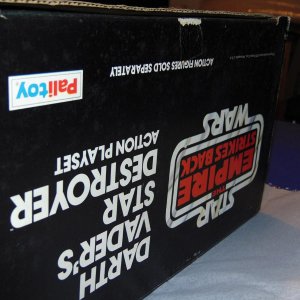 STAR
WARS
THE
EMPIRE
STRIKES BACK
DARTH
VADER'S
STAR
DESTROYER
ACTION PLAYSET
ACTION FIGURES SOLD SEPARATELY
Palitoy